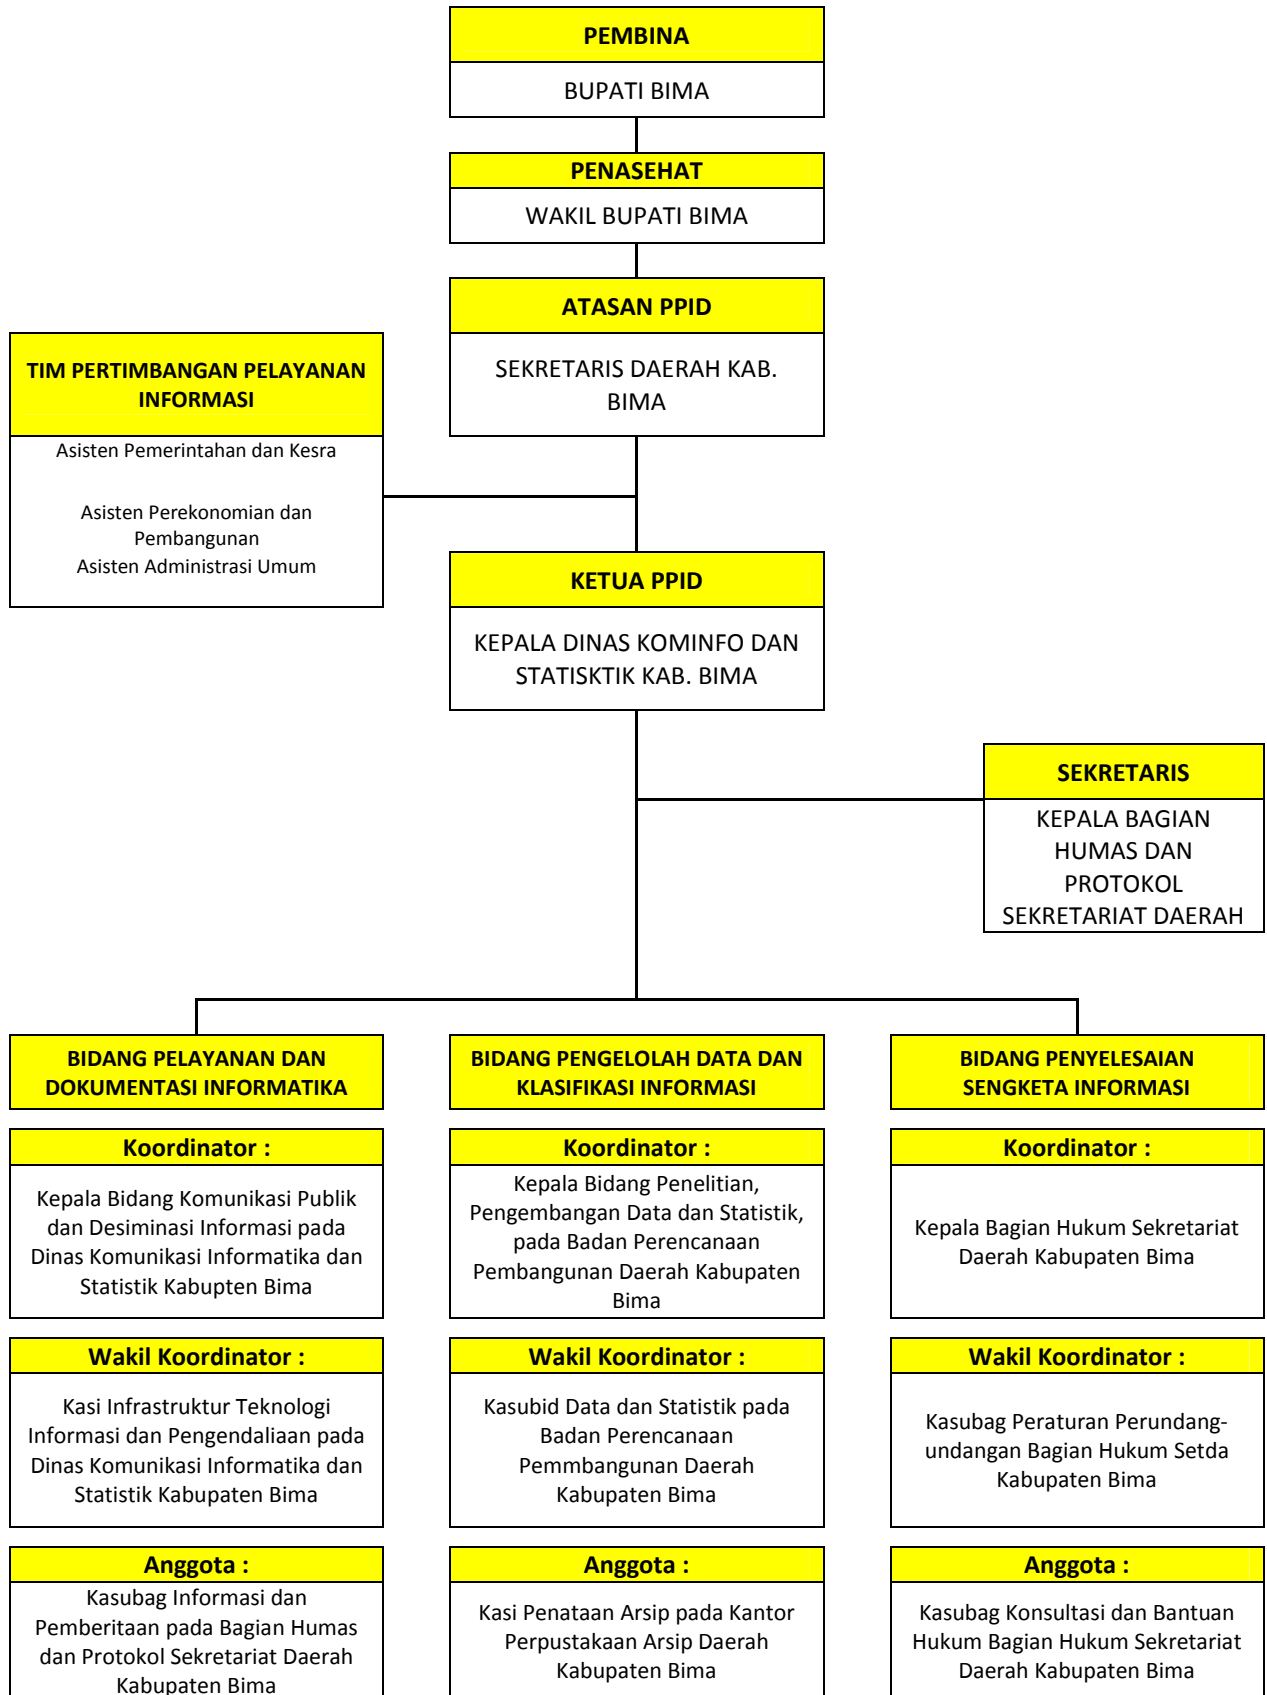 PEMBINA
BUPATI BIMA
PENASEHAT
WAKIL BUPATI BIMA
ATASAN PPID
SEKRETARIS DAERAH KAB.
BIMA
TIM PERTIMBANGAN PELAYANAN
INFORMASI
Asisten Pemerintahan dan Kesra
Asisten Perekonomian dan
Pembangunan
Asisten Administrasi Umum
KETUA PPID
KEPALA DINAS KOMINFO DAN
STATISKTIK KAB. BIMA
SEKRETARIS
KEPALA BAGIAN
HUMAS DAN
PROTOKOL
SEKRETARIAT DAERAH
BIDANG PELAYANAN DAN
DOKUMENTASI INFORMATIKA
Koordinator :
Kepala Bidang Komunikasi Publik
dan Desiminasi Informasi pada
Dinas Komunikasi Informatika dan
Statistik Kabupten Bima
Wakil Koordinator :
Kasi Infrastruktur Teknologi
Informasi dan Pengendaliaan pada
Dinas Komunikasi Informatika dan
Statistik Kabupaten Bima
Anggota :
Kasubag Informasi dan
Pemberitaan pada Bagian Humas
dan Protokol Sekretariat Daerah
Kabupaten Bima
BIDANG PENGELOLAH DATA DAN
KLASIFIKASI INFORMASI
Koordinator :
Kepala Bidang Penelitian,
Pengembangan Data dan Statistik,
pada Badan Perencanaan
Pembangunan Daerah Kabupaten
Bima
Wakil Koordinator :
Kasubid Data dan Statistik pada
Badan Perencanaan
Pemmbangunan Daerah
Kabupaten Bima
Anggota :
Kasi Penataan Arsip pada Kantor
Perpustakaan Arsip Daerah
Kabupaten Bima
BIDANG PENYELESAIAN
SENGKETA INFORMASI
Koordinator :
Kepala Bagian Hukum Sekretariat
Daerah Kabupaten Bima
Wakil Koordinator :
Kasubag Peraturan Perundang-
undangan Bagian Hukum Setda
Kabupaten Bima
Anggota :
Kasubag Konsultasi dan Bantuan
Hukum Bagian Hukum Sekretariat
Daerah Kabupaten Bima